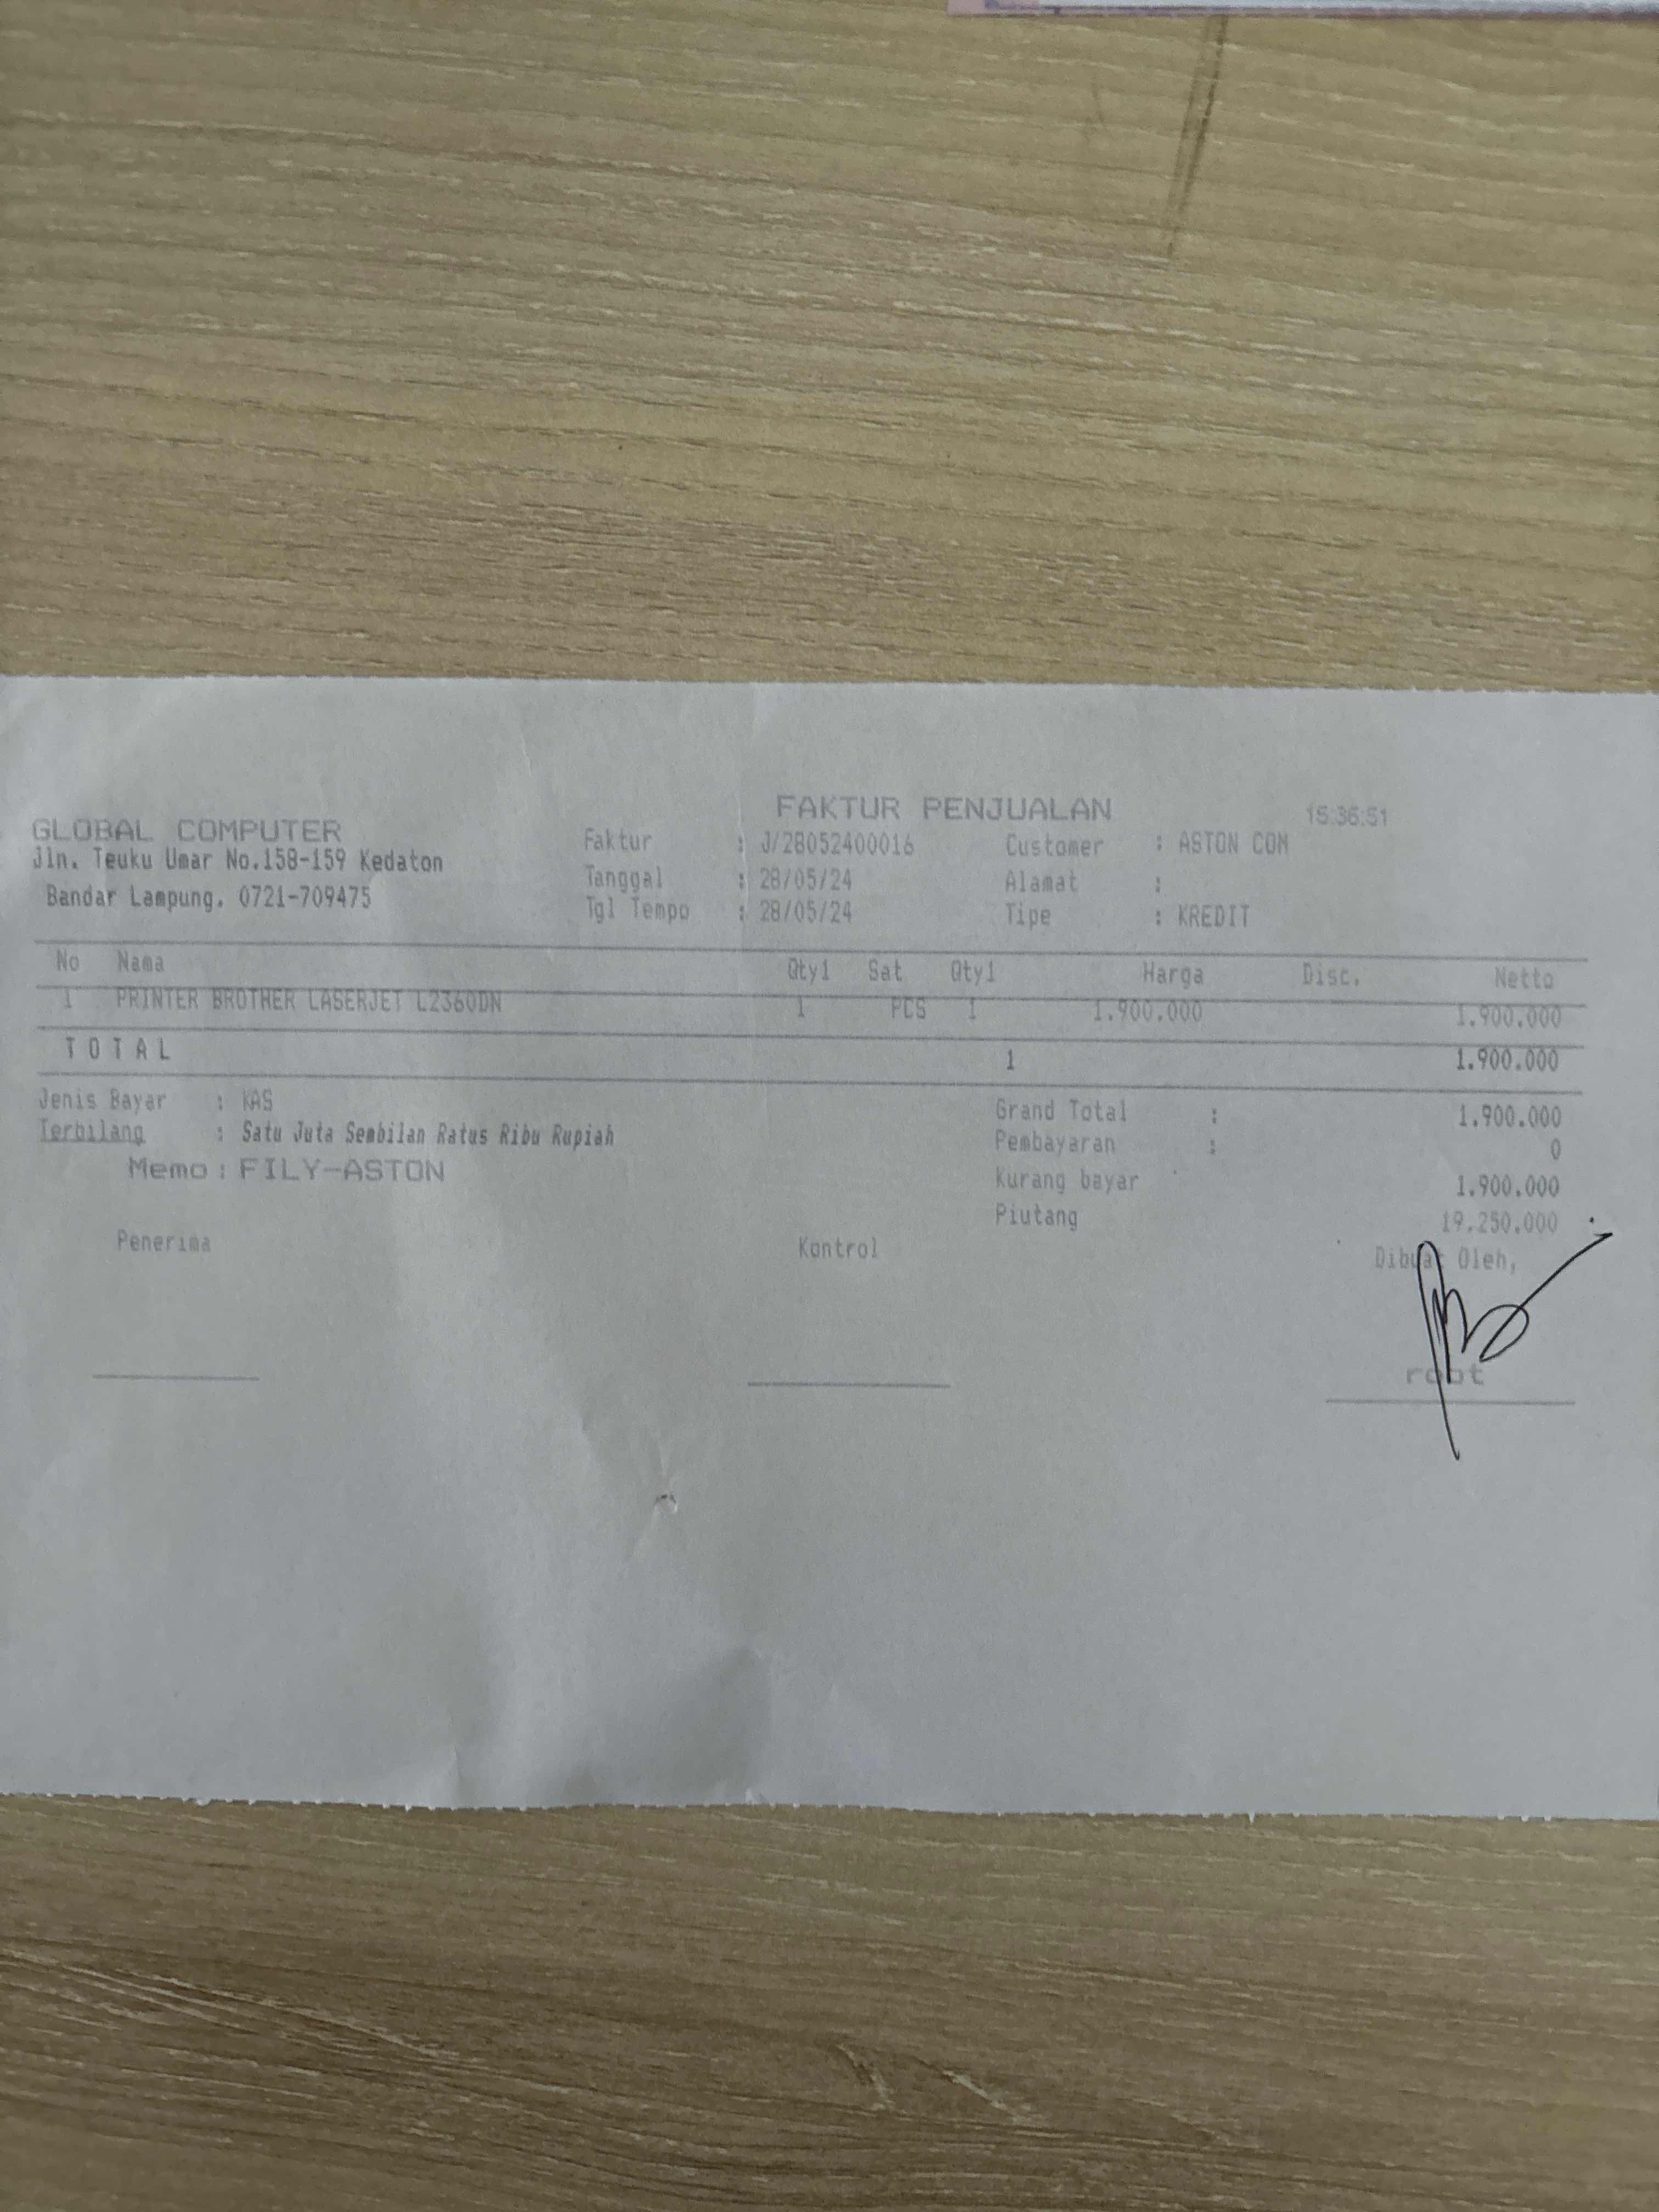 FAKTUR PENJUALAN 15:36:51
GLOBAL COMPUTER
Jln. Teuku Umar No.158-159 Kedaton
Bandar Lampung. 0721-709475
Faktur : J/28052400016
Tanggal : 28/05/24
Tgl Tempo : 28/05/24
Customer : ASTON COM
Alamat :
Tipe : KREDIT
No Nama Qty1 Sat Qty1 Harga Disc. Netto
1 PRINTER BROTHER LASERJET L2360DN 1 PCS 1 1.900.000 1.900.000
T O T A L 1 1.900.000
Jenis Bayar : KAS
Terbilang : Satu Juta Sembilan Ratus Ribu Rupiah
Memo : FILY-ASTON
Grand Total : 1.900.000
Pembayaran : 0
Kurang bayar 1.900.000
Piutang 19.250.000
Penerima Kontrol Dibuat Oleh,
root